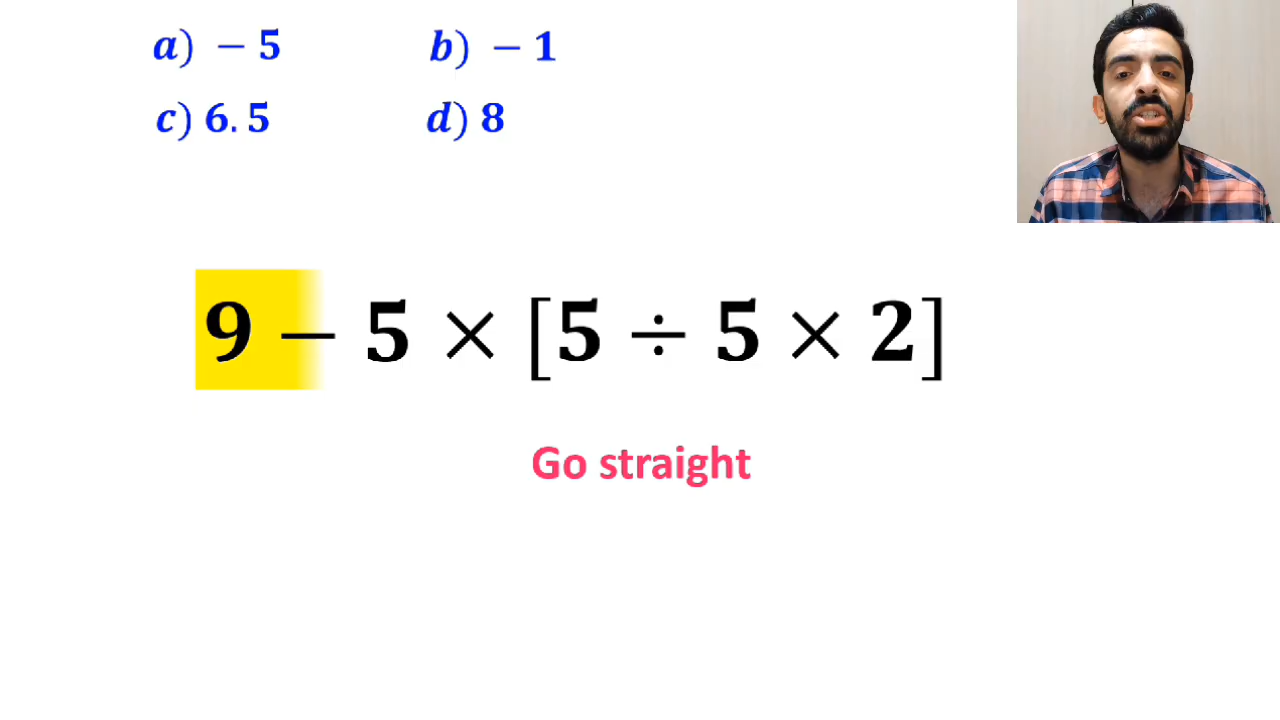 a) − 5 b) − 1
c) 6.5 d) 8
9 − 5 × [5 ÷ 5 × 2]
Go straight